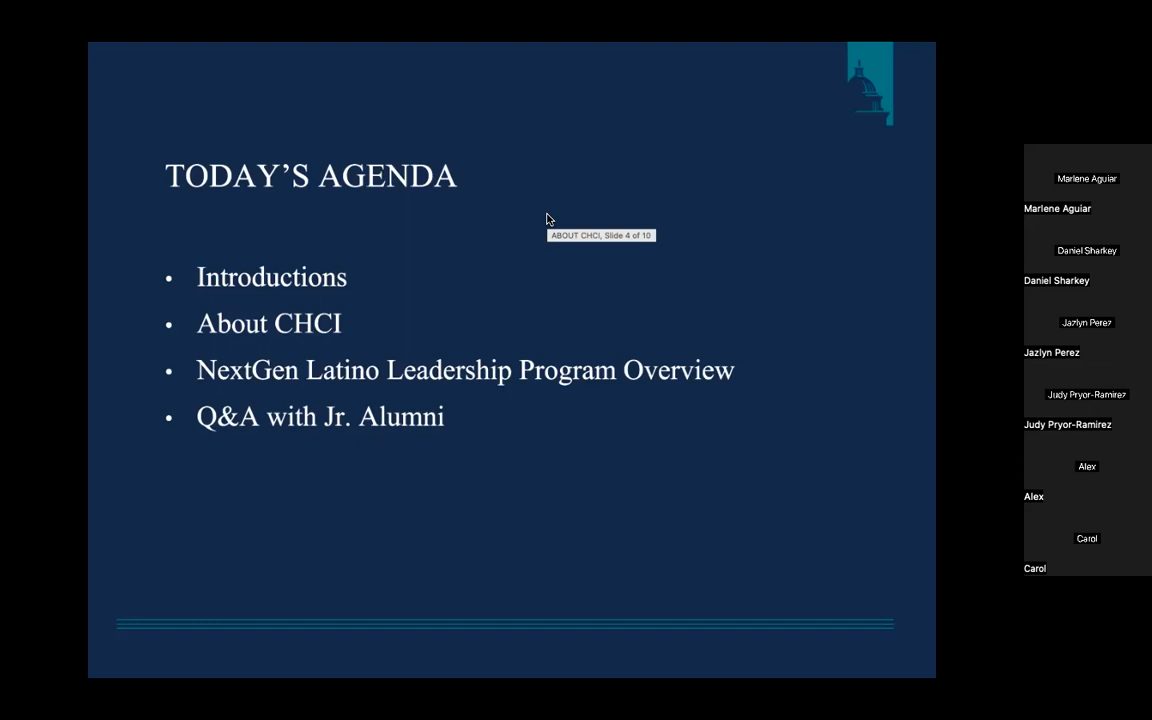 TODAY’S AGENDA
ABOUT CHCI, Slide 4 of 10
• Introductions
• About CHCI
• NextGen Latino Leadership Program Overview
• Q&A with Jr. Alumni
Marlene Aguiar
Marlene Aguiar
Daniel Sharkey
Daniel Sharkey
Jazlyn Perez
Jazlyn Perez
Judy Pryor-Ramirez
Judy Pryor-Ramirez
Alex
Alex
Carol
Carol